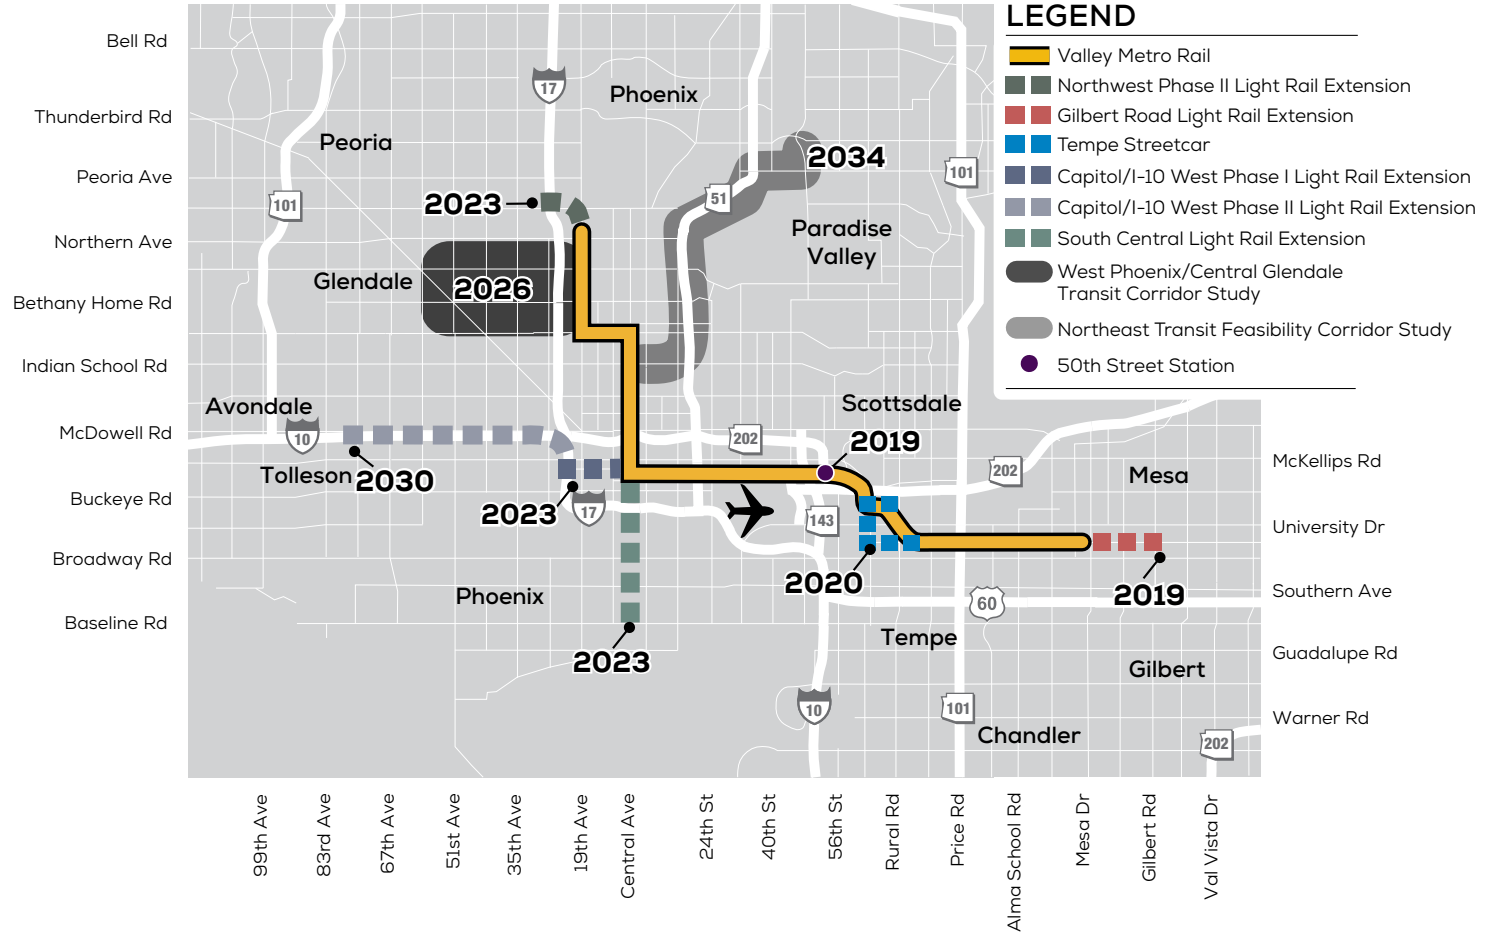 LEGEND
Valley Metro Rail
Northwest Phase II Light Rail Extension
Gilbert Road Light Rail Extension
Tempe Streetcar
Capitol/I-10 West Phase I Light Rail Extension
Capitol/I-10 West Phase II Light Rail Extension
South Central Light Rail Extension
West Phoenix/Central Glendale
Transit Corridor Study
Northeast Transit Feasibility Corridor Study
50th Street Station
Bell Rd
Thunderbird Rd
Peoria Ave
Northern Ave
Bethany Home Rd
Indian School Rd
McDowell Rd
Buckeye Rd
Broadway Rd
Baseline Rd
17
Phoenix
Peoria
2034
101
51
101
2023
Paradise
Valley
Glendale
2026
Avondale
Scottsdale
10
202
2019
202
Tolleson
2030
Mesa
2023
17
143
2020
2019
Phoenix
60
Tempe
2023
Gilbert
10
101
Chandler
202
McKellips Rd
University Dr
Southern Ave
Guadalupe Rd
Warner Rd
99th Ave
83rd Ave
67th Ave
51st Ave
35th Ave
19th Ave
Central Ave
24th St
40th St
56th St
Rural Rd
Price Rd
Alma School Rd
Mesa Dr
Gilbert Rd
Val Vista Dr